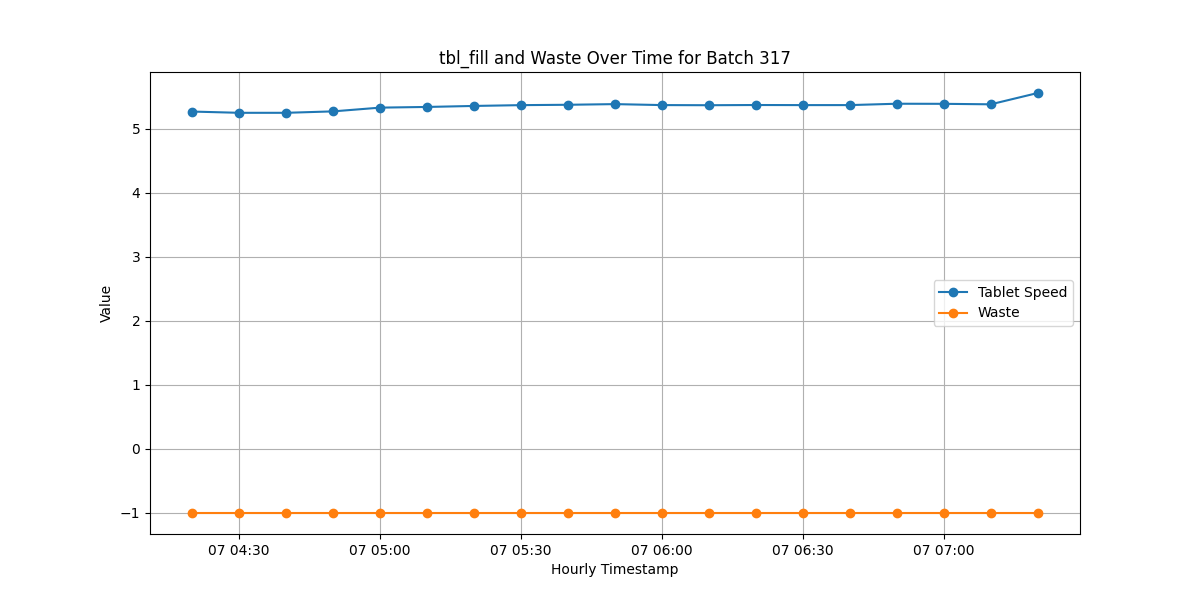 tbl_fill and Waste Over Time for Batch 317
Value
5
4
3
2
1
0
−1
Tablet Speed
Waste
07 04:30
07 05:00
07 05:30
07 06:00
07 06:30
07 07:00
Hourly Timestamp